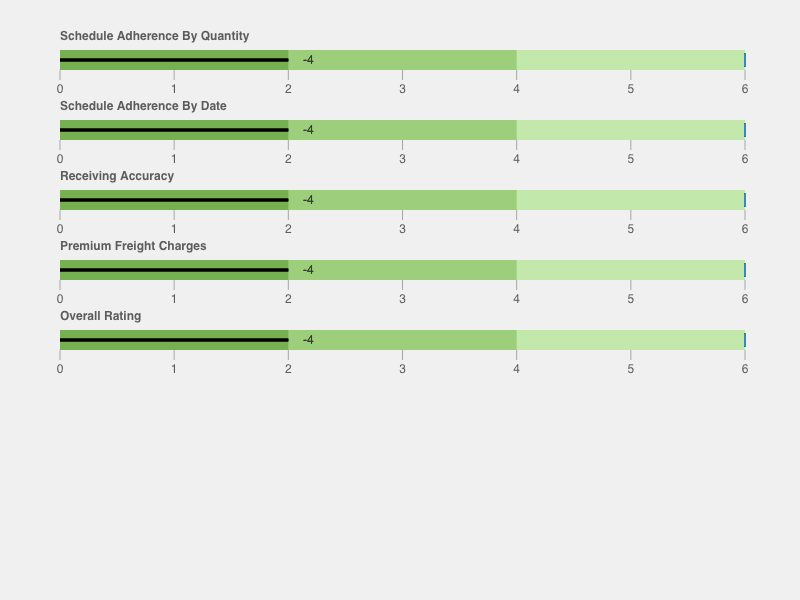 Schedule Adherence By Quantity
-4
0 1 2 3 4 5 6
Schedule Adherence By Date
-4
0 1 2 3 4 5 6
Receiving Accuracy
-4
0 1 2 3 4 5 6
Premium Freight Charges
-4
0 1 2 3 4 5 6
Overall Rating
-4
0 1 2 3 4 5 6